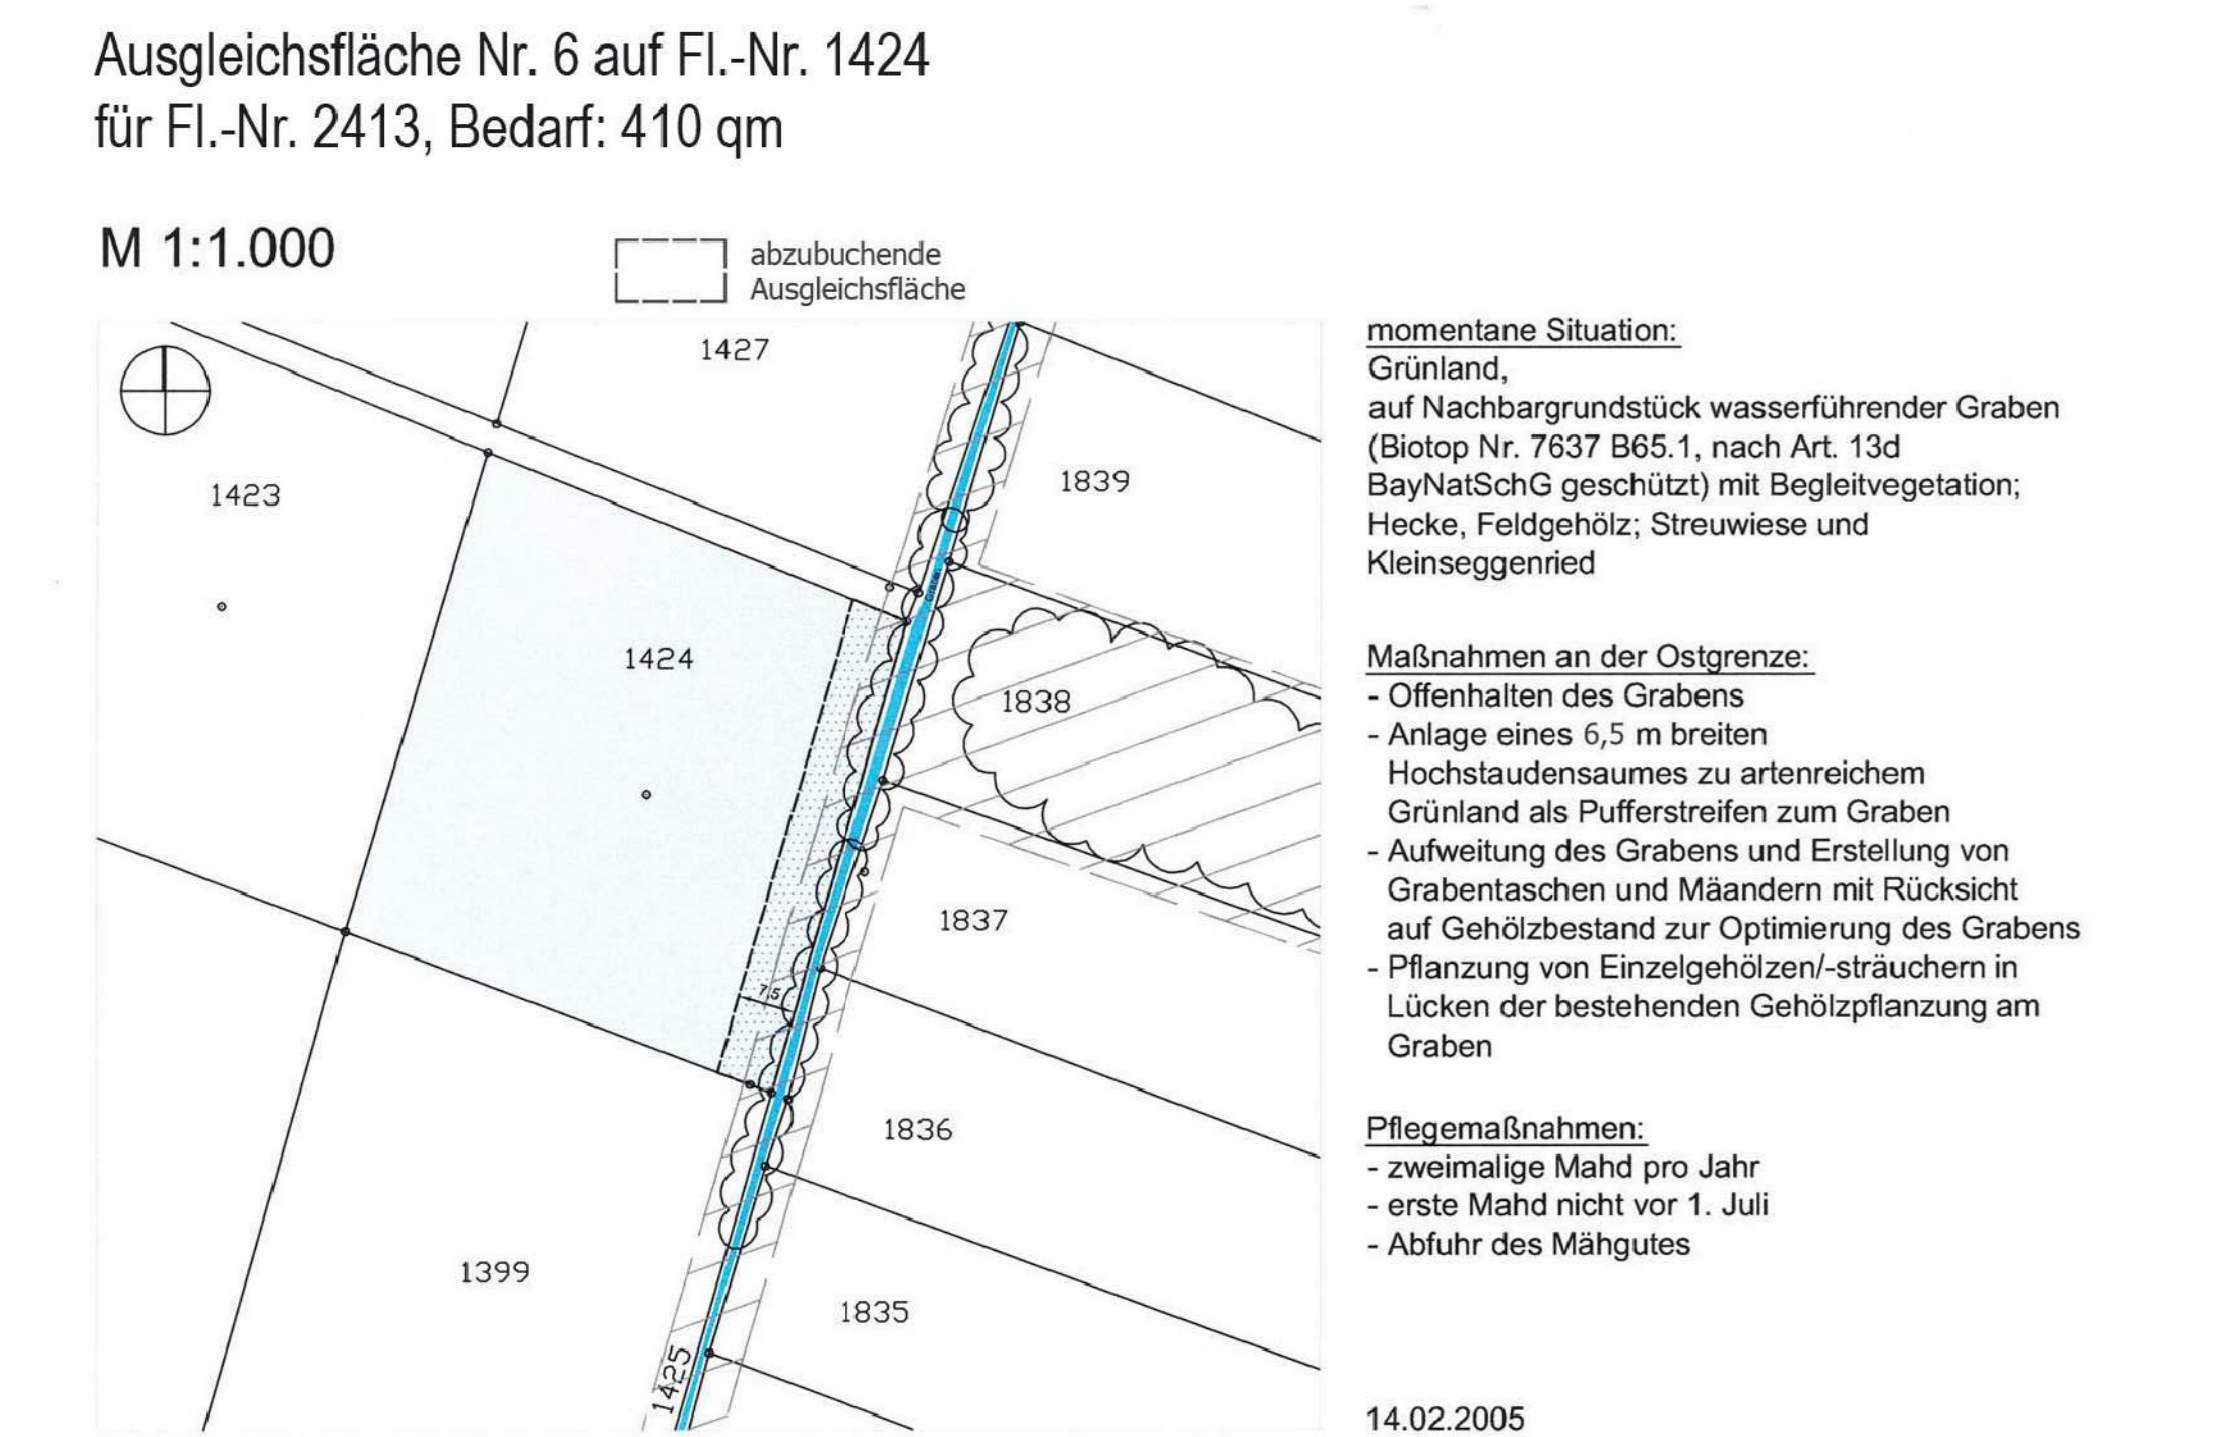 Ausgleichsfläche Nr. 6 auf Fl.-Nr. 1424
für Fl.-Nr. 2413, Bedarf: 410 qm
M 1:1.000
abzubuchende
Ausgleichsfläche
1427
1423
1839
Graben
1424
1838
1837
7,5
1836
1399
1835
1425
momentane Situation:
Grünland,
auf Nachbargrundstück wasserführender Graben
(Biotop Nr. 7637 B65.1, nach Art. 13d
BayNatSchG geschützt) mit Begleitvegetation;
Hecke, Feldgehölz; Streuwiese und
Kleinseggenried
Maßnahmen an der Ostgrenze:
- Offenhalten des Grabens
- Anlage eines 6,5 m breiten
Hochstaudensaumes zu artenreichem
Grünland als Pufferstreifen zum Graben
- Aufweitung des Grabens und Erstellung von
Grabentaschen und Mäandern mit Rücksicht
auf Gehölzbestand zur Optimierung des Grabens
- Pflanzung von Einzelgehölzen/-sträuchern in
Lücken der bestehenden Gehölzpflanzung am
Graben
Pflegemaßnahmen:
- zweimalige Mahd pro Jahr
- erste Mahd nicht vor 1. Juli
- Abfuhr des Mähgutes
14.02.2005